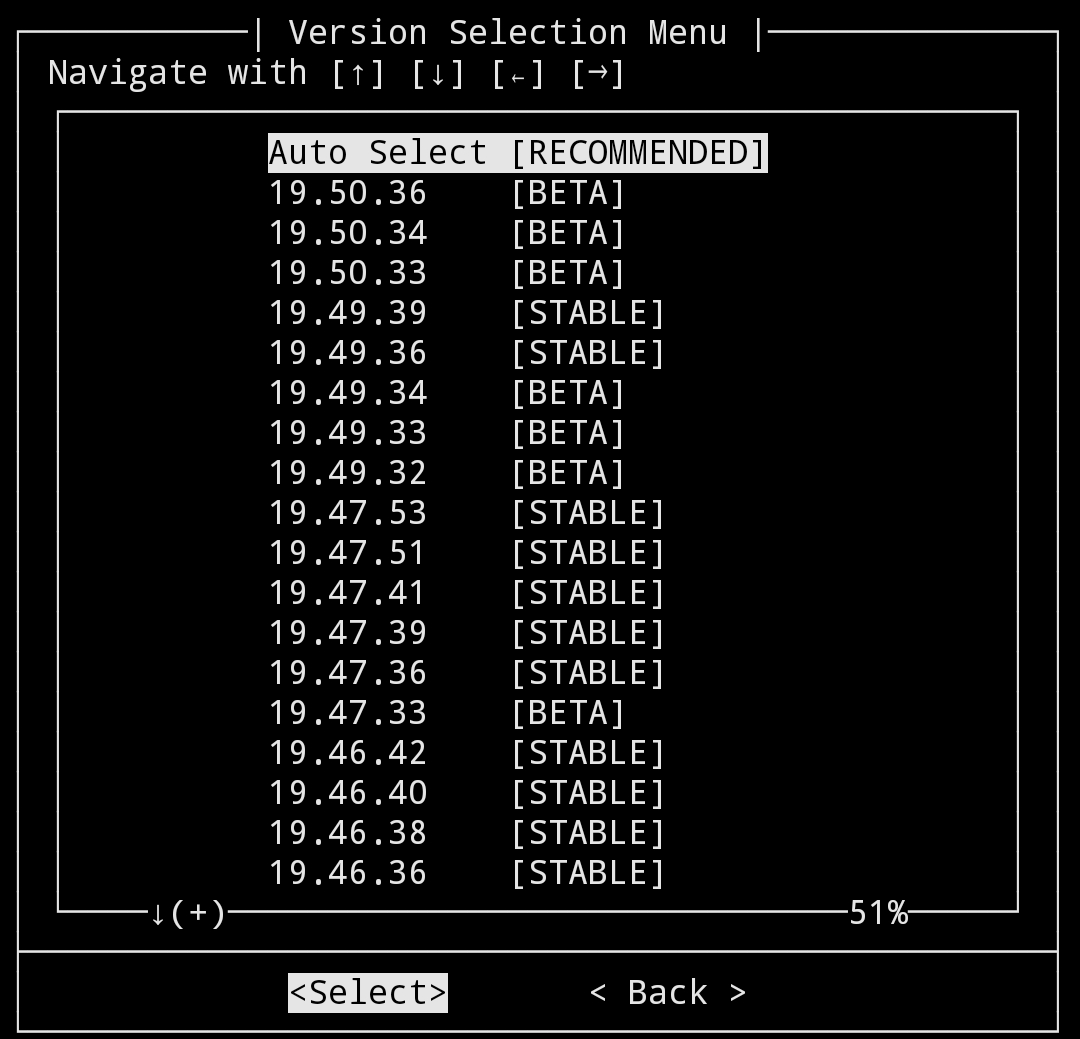 Version Selection Menu
Navigate with [↑] [↓] [←] [→]
Auto Select [RECOMMENDED]
19.50.36 [BETA]
19.50.34 [BETA]
19.50.33 [BETA]
19.49.39 [STABLE]
19.49.36 [STABLE]
19.49.34 [BETA]
19.49.33 [BETA]
19.49.32 [BETA]
19.47.53 [STABLE]
19.47.51 [STABLE]
19.47.41 [STABLE]
19.47.39 [STABLE]
19.47.36 [STABLE]
19.47.33 [BETA]
19.46.42 [STABLE]
19.46.40 [STABLE]
19.46.38 [STABLE]
19.46.36 [STABLE]
↓(+) 51%
<Select> < Back >